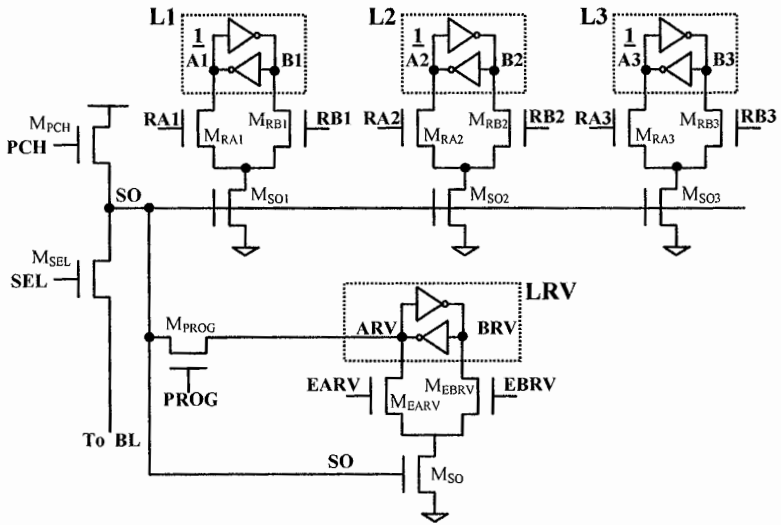 L1 L2 L3
1 1 1
A1 B1 A2 B2 A3 B3
RA1 MRA1 MRB1 RB1 RA2 MRA2 MRB2 RB2 RA3 MRA3 MRB3 RB3
MPCH
PCH
SO MSO1 MSO2 MSO3
MSEL
SEL
LRV
MPROG ARV BRV
PROG EARV MEARV MEBRV EBRV
To BL
SO MSO